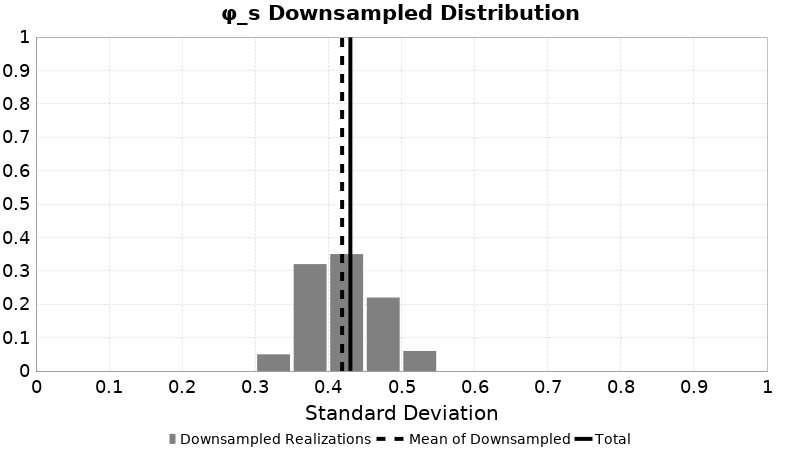 φ_s Downsampled Distribution
1
0.9
0.8
0.7
0.6
0.5
0.4
0.3
0.2
0.1
0
0 0.1 0.2 0.3 0.4 0.5 0.6 0.7 0.8 0.9 1
Standard Deviation
Downsampled Realizations Mean of Downsampled Total